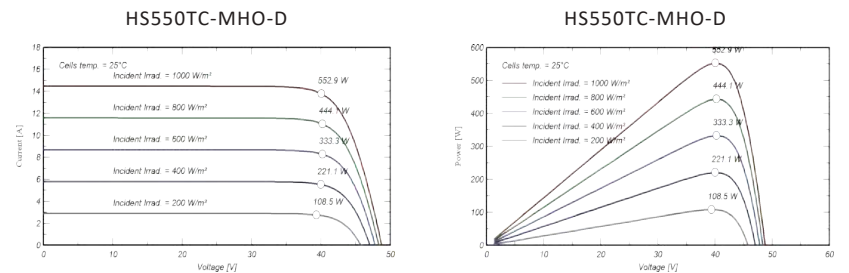 HS550TC-MHO-D
18
16
14
12
10
8
6
4
2
0
Current [A]
Cells temp. = 25°C
Incident Irrad. = 1000 W/m²
552.9 W
Incident Irrad. = 800 W/m²
444.1 W
Incident Irrad. = 600 W/m²
333.3 W
Incident Irrad. = 400 W/m²
221.1 W
Incident Irrad. = 200 W/m²
108.5 W
0 10 20 30 40 50
Voltage [V]
HS550TC-MHO-D
600
500
400
300
200
100
0
Power [W]
Cells temp. = 25°C
Incident Irrad. = 1000 W/m²
Incident Irrad. = 800 W/m²
Incident Irrad. = 600 W/m²
Incident Irrad. = 400 W/m²
Incident Irrad. = 200 W/m²
552.9 W
444.1 W
333.3 W
221.1 W
108.5 W
0 10 20 30 40 50 60
Voltage [V]